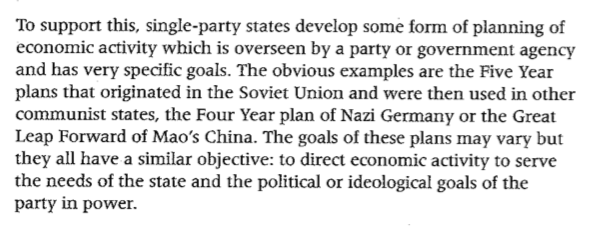 To support this, single-party states develop some form of planning of
economic activity which is overseen by a party or government agency
and has very specific goals. The obvious examples are the Five Year
plans that originated in the Soviet Union and were then used in other
communist states, the Four Year plan of Nazi Germany or the Great
Leap Forward of Mao's China. The goals of these plans may vary but
they all have a similar objective: to direct economic activity to serve
the needs of the state and the political or ideological goals of the
party in power.